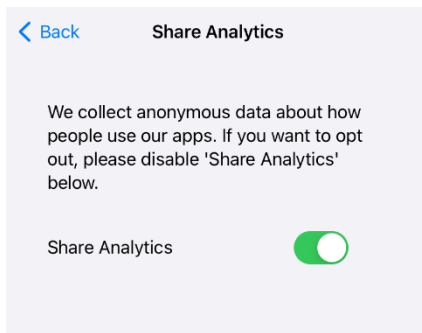 Back Share Analytics
We collect anonymous data about how
people use our apps. If you want to opt
out, please disable 'Share Analytics'
below.
Share Analytics